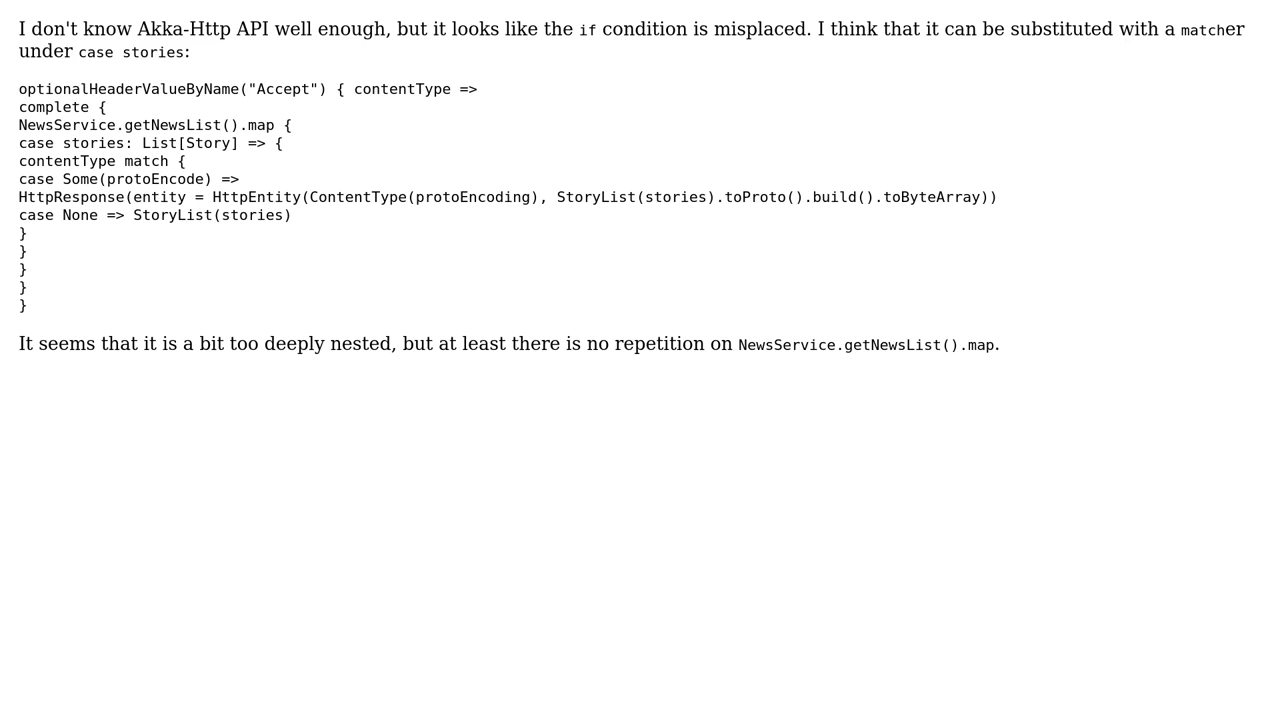 I don't know Akka-Http API well enough, but it looks like the if condition is misplaced. I think that it can be substituted with a matcher
under case stories:
optionalHeaderValueByName("Accept") { contentType =>
complete {
NewsService.getNewsList().map {
case stories: List[Story] => {
contentType match {
case Some(protoEncode) =>
HttpResponse(entity = HttpEntity(ContentType(protoEncoding), StoryList(stories).toProto().build().toByteArray))
case None => StoryList(stories)
}
}
}
}
}
It seems that it is a bit too deeply nested, but at least there is no repetition on NewsService.getNewsList().map.